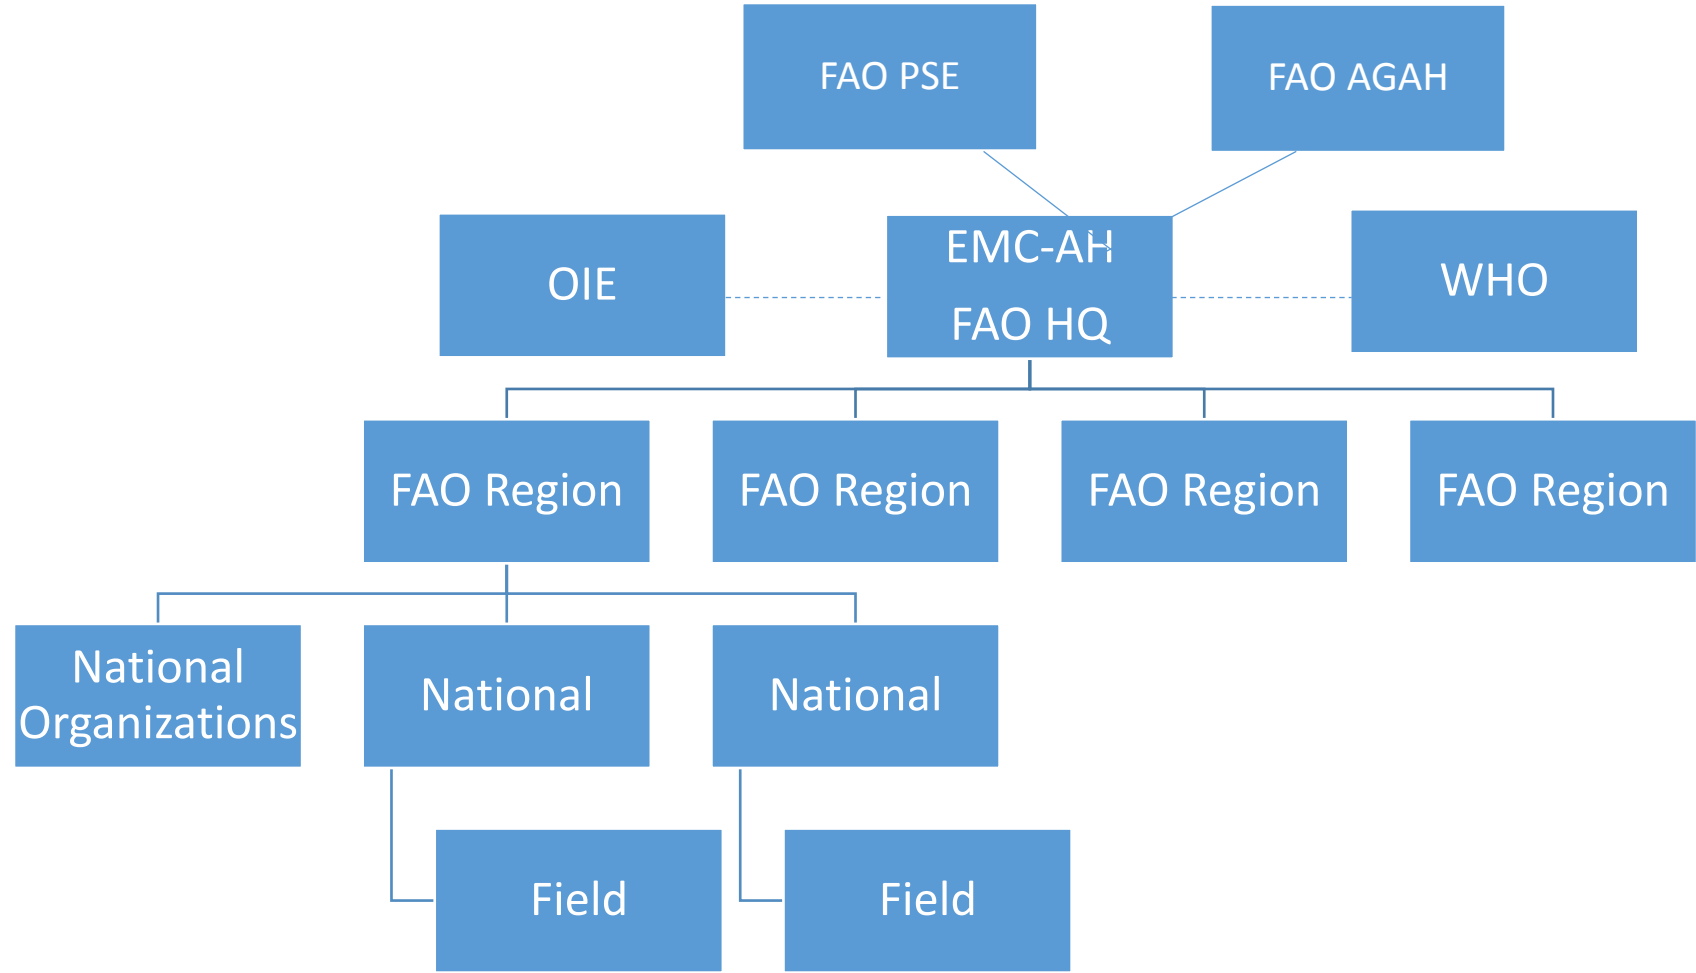 FAO PSE
FAO AGAH
OIE
EMC-AH
FAO HQ
WHO
FAO Region
FAO Region
FAO Region
FAO Region
National
Organizations
National
National
Field
Field